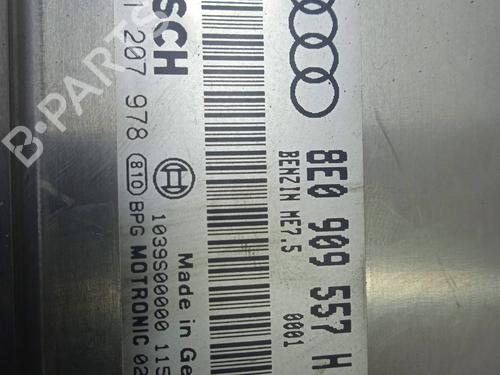 8E0 909 557 H
BENZIN ME7.5
0001
SCH
207 978
810 BPG MOTRONIC 02
1039S00000 115
Made in Ge
B-PARTS